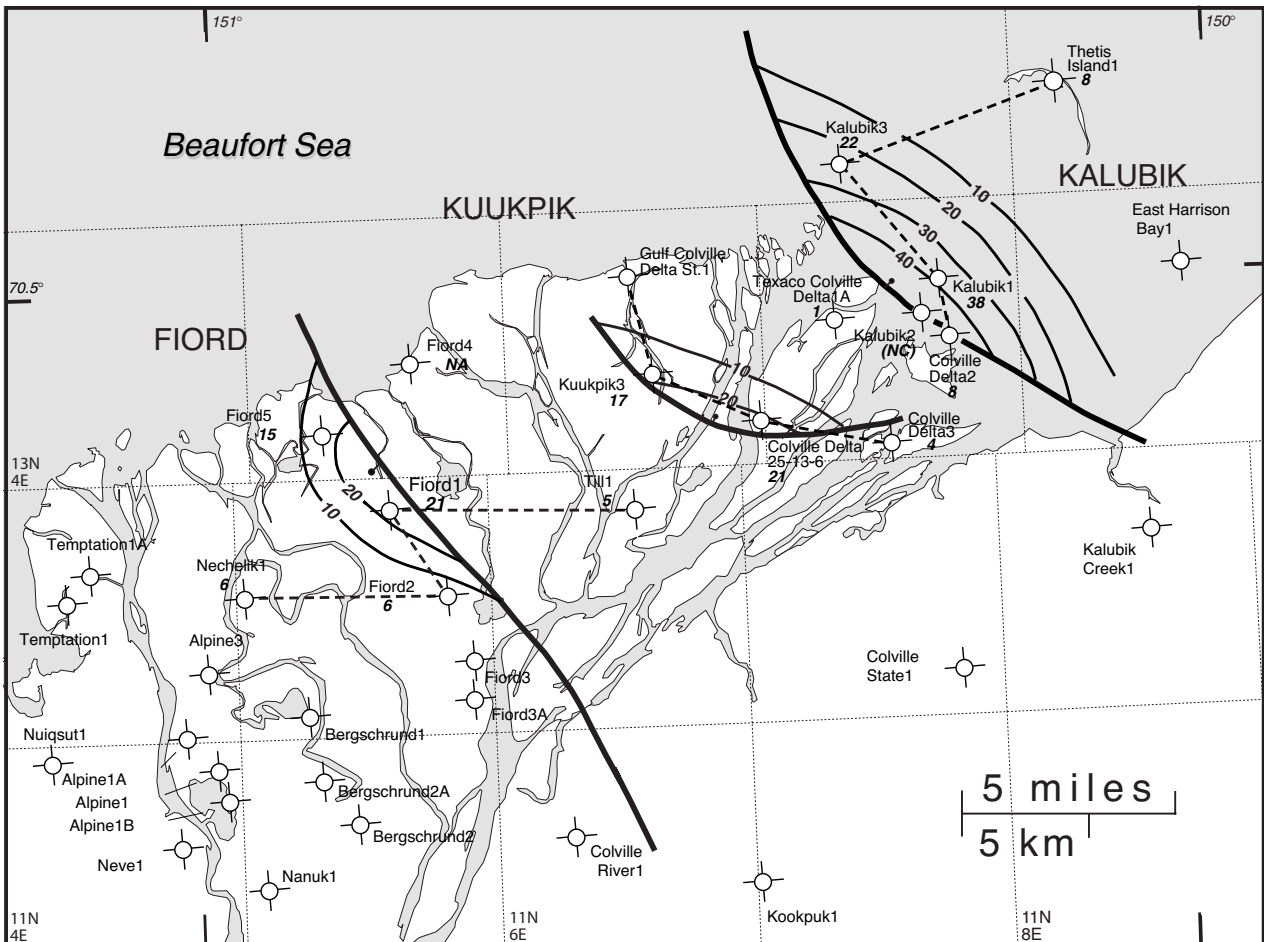 151°
150°
Thetis
Island1
8
Kalubik3
22
Beaufort Sea
KALUBIK
10
20
30
40
KUUKPIK
East Harrison
Bay1
Gulf Colville
Delta St.1
Texaco Colville
Delta1A
1
Kalubik1
38
70.5°
FIORD
Kalubik2
(NC)
Fiord4
NA
Colville
Delta2
8
10
20
Kuukpik3
17
Fiord5
15
Colville
Delta3
4
Colville Delta
25-13-6
21
13N
4E
Fiord1
21
Till1
5
20
10
Temptation1A
Nechelik1
6
Fiord2
6
Kalubik
Creek1
Temptation1
Alpine3
Colville
State1
Fiord3
Fiord3A
Nuiqsut1
Bergschrund1
Alpine1A
Alpine1
Alpine1B
Bergschrund2A
5 miles
5 km
Bergschrund2
Neve1
Colville
River1
Nanuk1
Kookpuk1
11N
4E
11N
6E
11N
8E